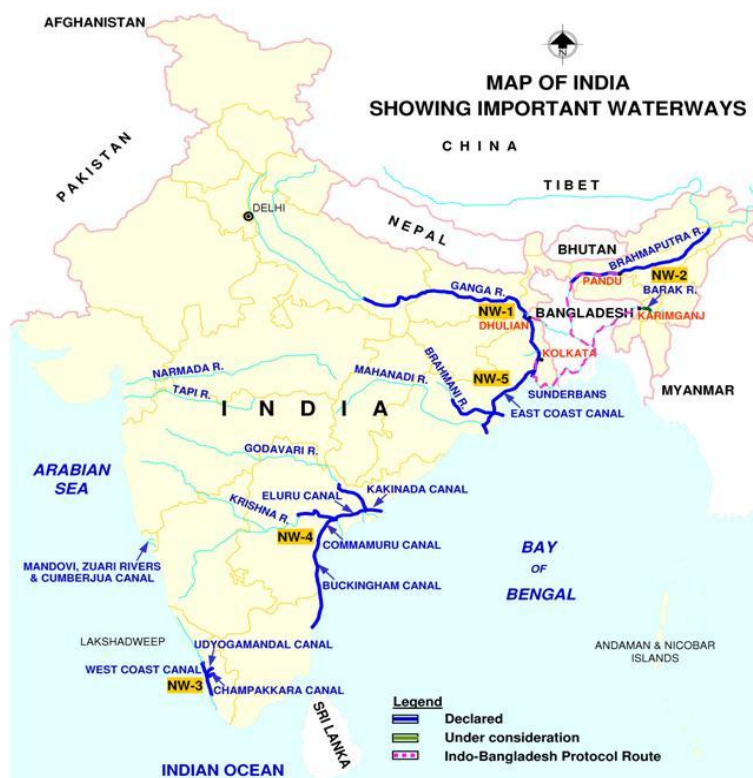 AFGHANISTAN
MAP OF INDIA
SHOWING IMPORTANT WATERWAYS
CHINA
PAKISTAN
TIBET
DELHI
NEPAL
BHUTAN
BRAHMAPUTRA R.
PANDU
NW-2
GANGA R.
BARAK R.
NW-1
BANGLADESH
DHULIAN
KARIMGANJ
KOLKATA
NARMADA R.
MAHANADI R.
BRAHMANI R.
NW-5
TAPI R.
SUNDERBANS
MYANMAR
INDIA
EAST COAST CANAL
GODAVARI R.
ARABIAN
SEA
ELURU CANAL
KAKINADA CANAL
KRISHNA R.
NW-4
COMMAMURU CANAL
MANDOVI, ZUARI RIVERS
& CUMBERJUA CANAL
BUCKINGHAM CANAL
BAY
OF
BENGAL
LAKSHADWEEP
UDYOGAMANDAL CANAL
ANDAMAN & NICOBAR
ISLANDS
WEST COAST CANAL
NW-3
CHAMPAKKARA CANAL
SRI LANKA
Legend
Declared
Under consideration
Indo-Bangladesh Protocol Route
INDIAN OCEAN